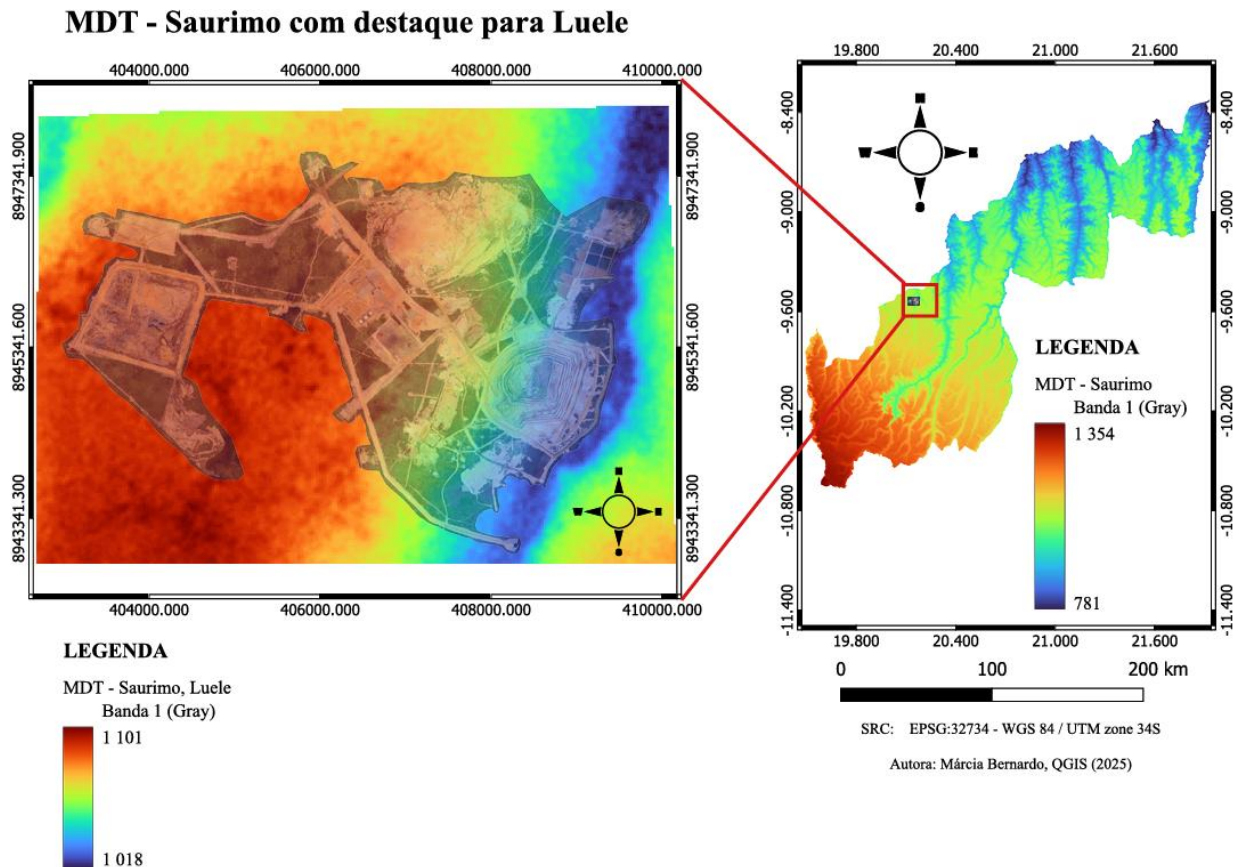 MDT - Saurimo com destaque para Luele
404000.000 406000.000 408000.000 410000.000
8947341.900 8947341.900
8945341.600 8945341.600
8943341.300 8943341.300
404000.000 406000.000 408000.000 410000.000
LEGENDA
MDT - Saurimo, Luele
Banda 1 (Gray)
1 101
1 018
19.800 20.400 21.000 21.600
-8.400 -8.400
-9.000 -9.000
-9.600 -9.600
-10.200 -10.200
-10.800 -10.800
-11.400 -11.400
19.800 20.400 21.000 21.600
LEGENDA
MDT - Saurimo
Banda 1 (Gray)
1 354
781
0 100 200 km
SRC: EPSG:32734 - WGS 84 / UTM zone 34S
Autora: Márcia Bernardo, QGIS (2025)